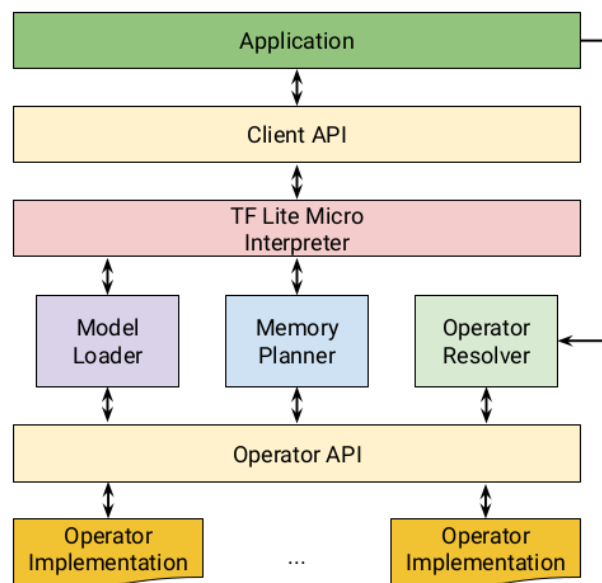 Application
Client API
TF Lite Micro
Interpreter
Model
Loader
Memory
Planner
Operator
Resolver
Operator API
Operator
Implementation
...
Operator
Implementation